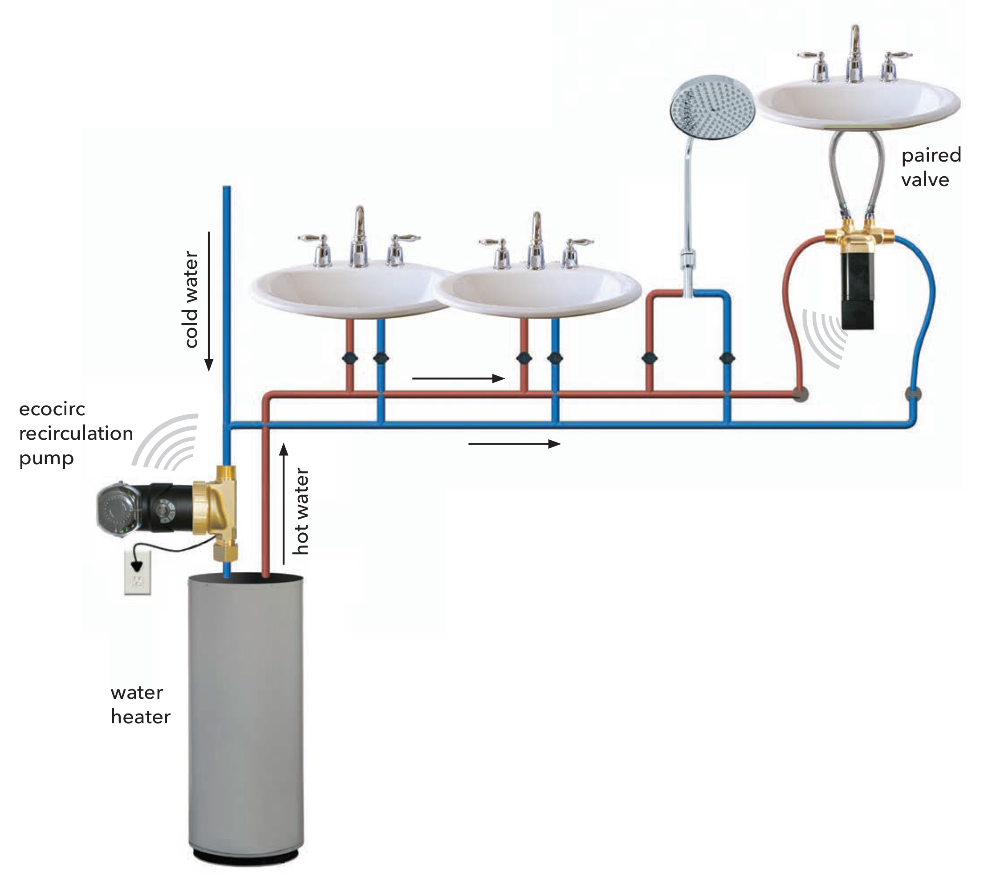 paired
valve
cold water
ecocirc
recirculation
pump
hot water
water
heater